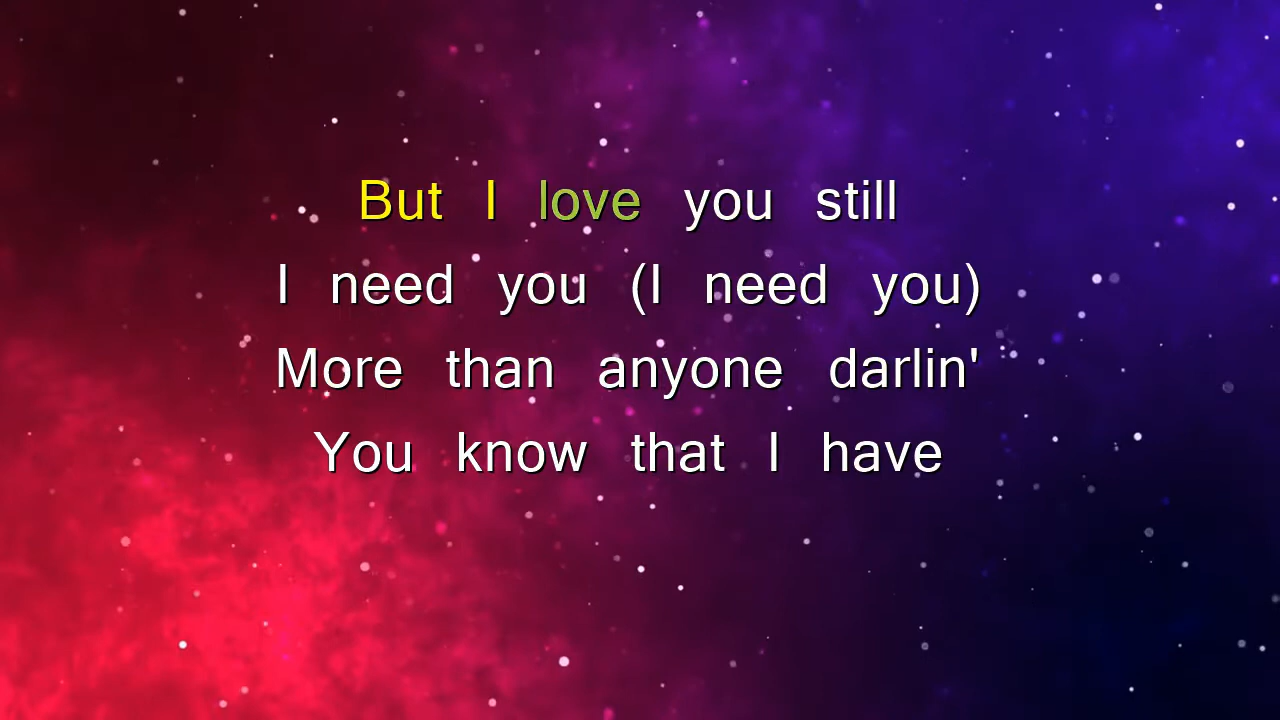 But I love you still
I need you (I need you)
More than anyone darlin'
You know that I have